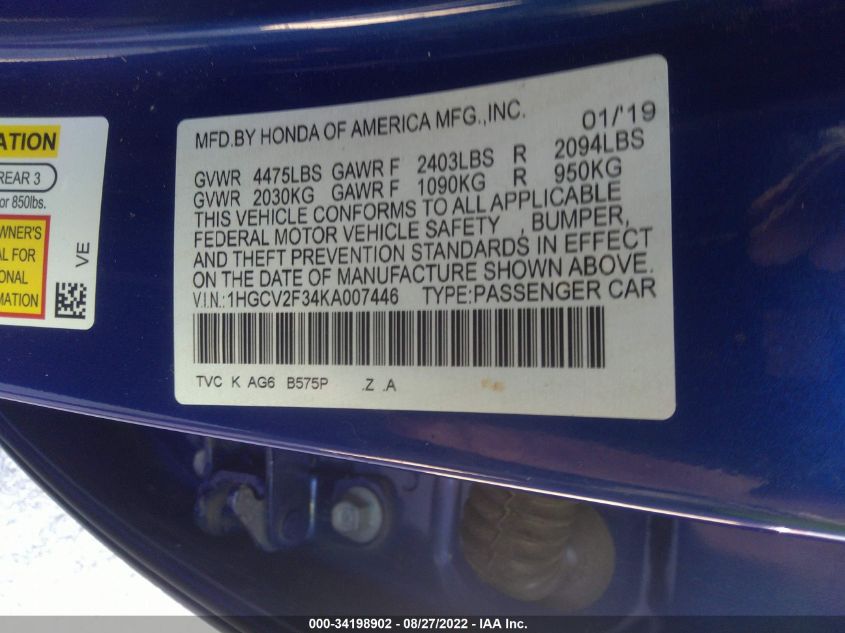 ATION
REAR 3
or 850lbs.
OWNER'S
AL FOR
ONAL
MATION
VE
MFD.BY HONDA OF AMERICA MFG.,INC. 01/'19
GVWR 4475LBS GAWR F 2403LBS R 2094LBS
GVWR 2030KG GAWR F 1090KG R 950KG
THIS VEHICLE CONFORMS TO ALL APPLICABLE
FEDERAL MOTOR VEHICLE SAFETY , BUMPER,
AND THEFT PREVENTION STANDARDS IN EFFECT
ON THE DATE OF MANUFACTURE SHOWN ABOVE.
V.I.N.:1HGCV2F34KA007446 TYPE:PASSENGER CAR
TVC K AG6 B575P .Z .A
000-34198902 - 08/27/2022 - IAA Inc.